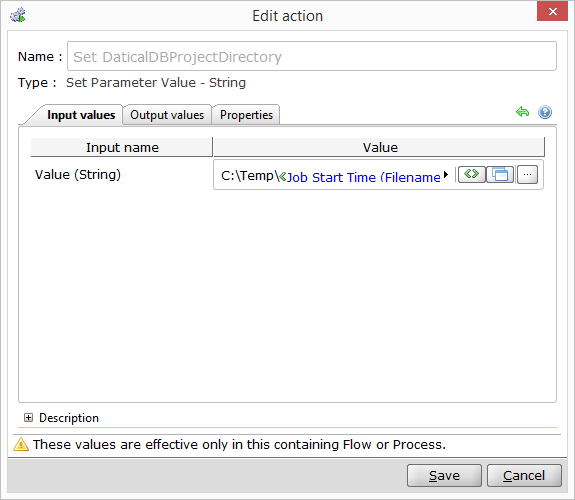 Edit action
Name : Set DaticalDBProjectDirectory
Type : Set Parameter Value - String
Input values Output values Properties
Input name Value
Value (String) C:\Temp\Job Start Time (Filename
Description
These values are effective only in this containing Flow or Process.
Save Cancel